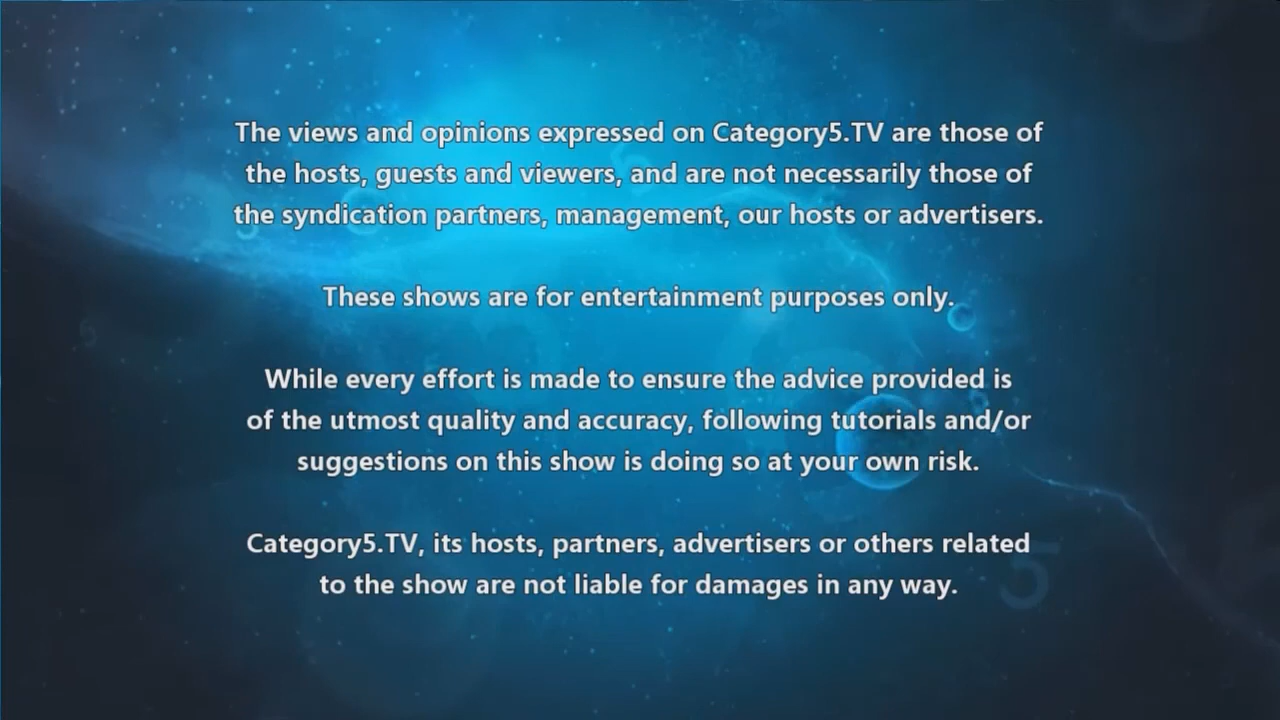 The views and opinions expressed on Category5.TV are those of
the hosts, guests and viewers, and are not necessarily those of
the syndication partners, management, our hosts or advertisers.
These shows are for entertainment purposes only.
While every effort is made to ensure the advice provided is
of the utmost quality and accuracy, following tutorials and/or
suggestions on this show is doing so at your own risk.
Category5.TV, its hosts, partners, advertisers or others related
to the show are not liable for damages in any way.
5